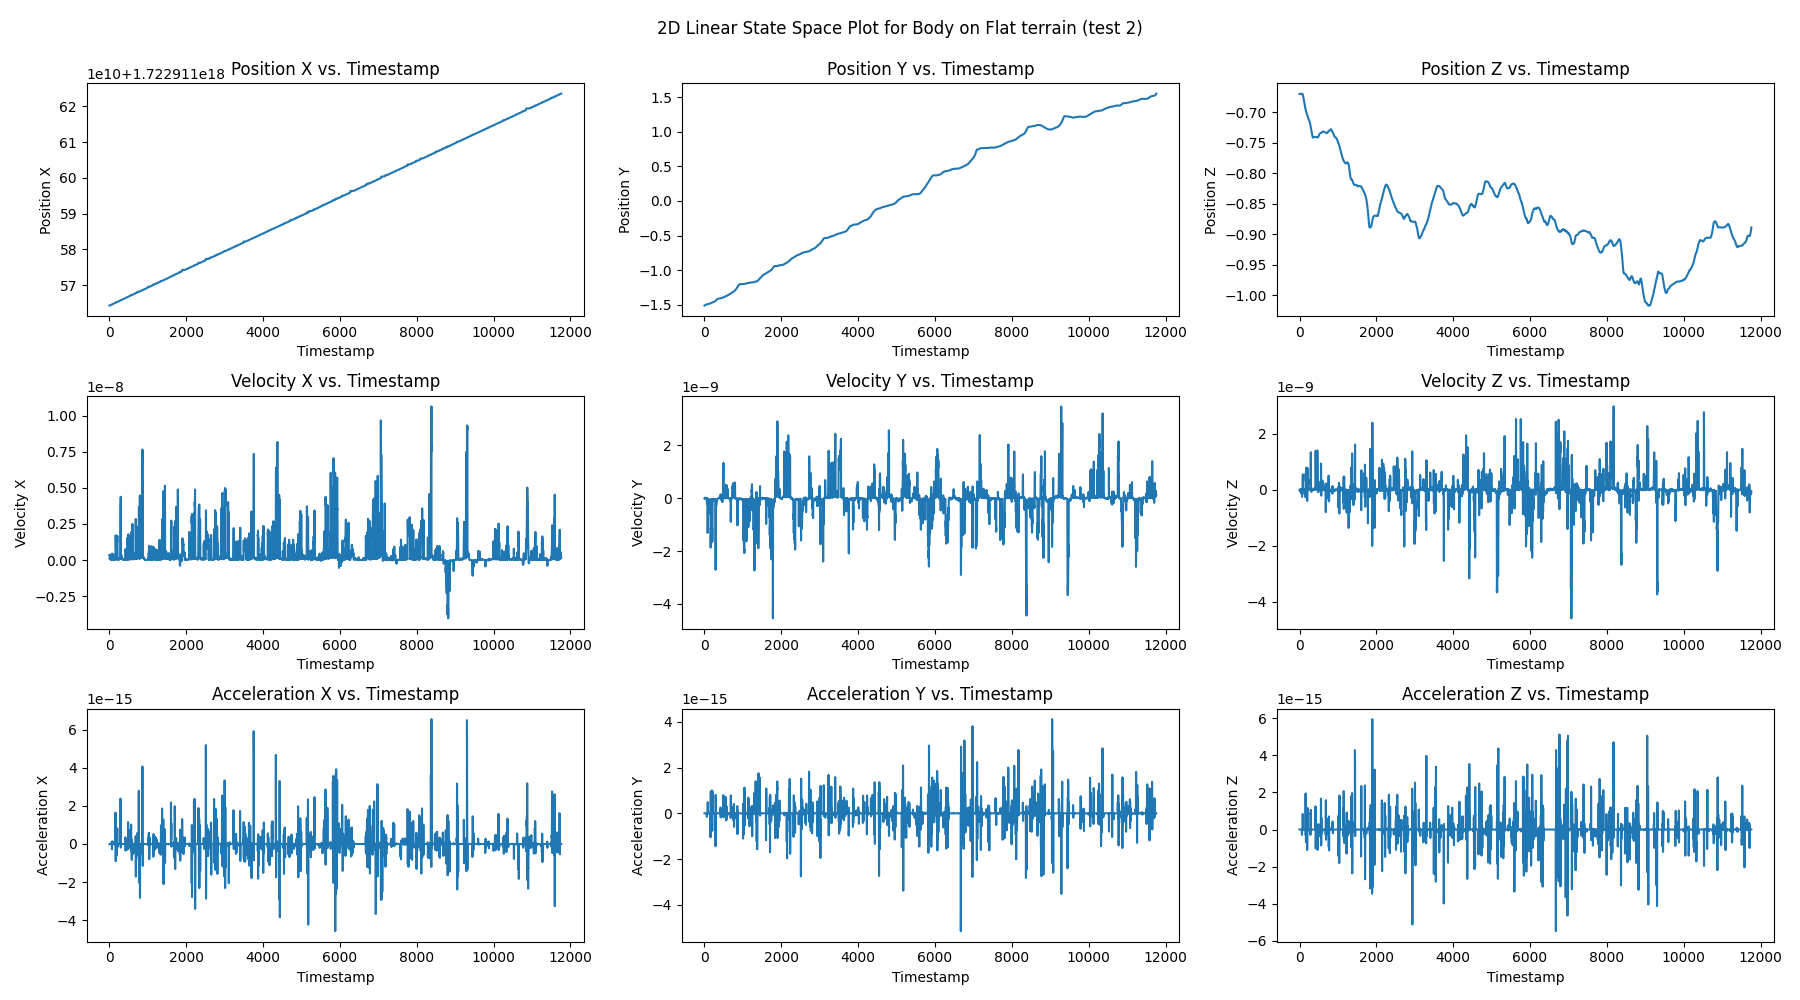 2D Linear State Space Plot for Body on Flat terrain (test 2)
1e10+1.722911e18 Position X vs. Timestamp
Position X
62
61
60
59
58
57
0 2000 4000 6000 8000 10000 12000
Timestamp
Position Y vs. Timestamp
Position Y
1.5
1.0
0.5
0.0
−0.5
−1.0
−1.5
0 2000 4000 6000 8000 10000 12000
Timestamp
Position Z vs. Timestamp
Position Z
−0.70
−0.75
−0.80
−0.85
−0.90
−0.95
−1.00
0 2000 4000 6000 8000 10000 12000
Timestamp
1e−8 Velocity X vs. Timestamp
Velocity X
1.00
0.75
0.50
0.25
0.00
−0.25
0 2000 4000 6000 8000 10000 12000
Timestamp
1e−9 Velocity Y vs. Timestamp
Velocity Y
2
0
−2
−4
0 2000 4000 6000 8000 10000 12000
Timestamp
1e−9 Velocity Z vs. Timestamp
Velocity Z
2
0
−2
−4
0 2000 4000 6000 8000 10000 12000
Timestamp
1e−15 Acceleration X vs. Timestamp
Acceleration X
6
4
2
0
−2
−4
0 2000 4000 6000 8000 10000 12000
Timestamp
1e−15 Acceleration Y vs. Timestamp
Acceleration Y
4
2
0
−2
−4
0 2000 4000 6000 8000 10000 12000
Timestamp
1e−15 Acceleration Z vs. Timestamp
Acceleration Z
6
4
2
0
−2
−4
−6
0 2000 4000 6000 8000 10000 12000
Timestamp